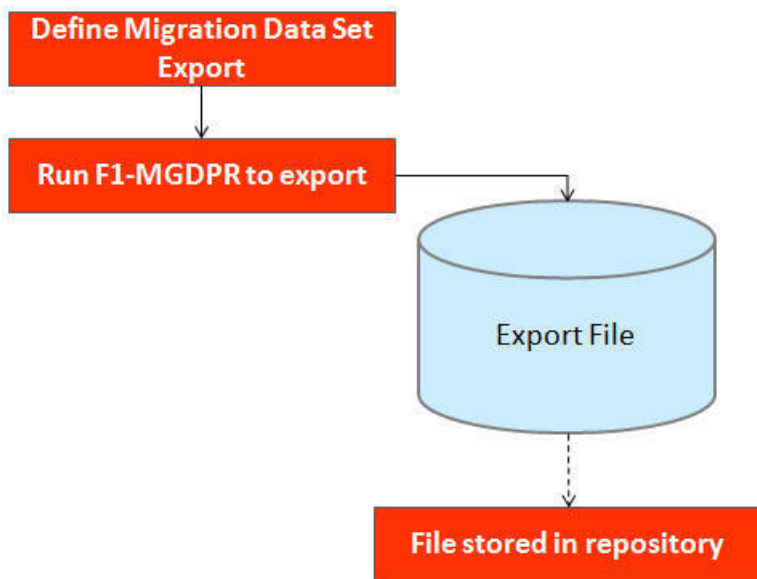 Define Migration Data Set
Export
Run F1-MGDPR to export
Export File
File stored in repository